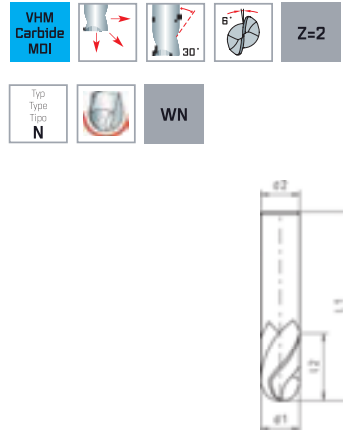 VHM
Carbide
MDI
30°
6°
Z=2
Typ
Type
Tipo
N
WN
d2
L1
L2
d1